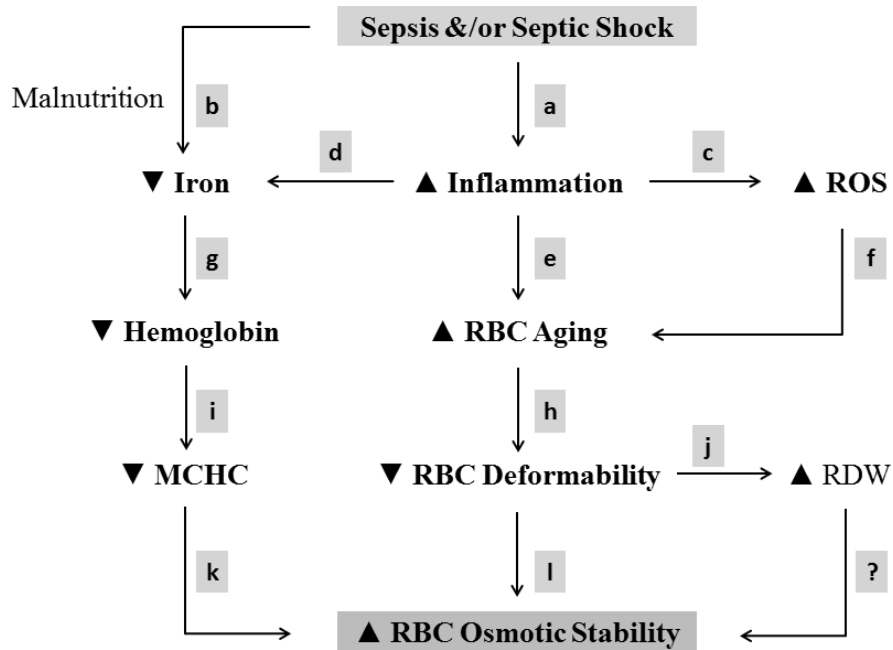 Sepsis &/or Septic Shock
Malnutrition
b
a
d
c
▼ Iron
▲ Inflammation
▲ ROS
g
e
f
▼ Hemoglobin
▲ RBC Aging
i
h
j
▼ MCHC
▼ RBC Deformability
▲ RDW
k
l
?
▲ RBC Osmotic Stability